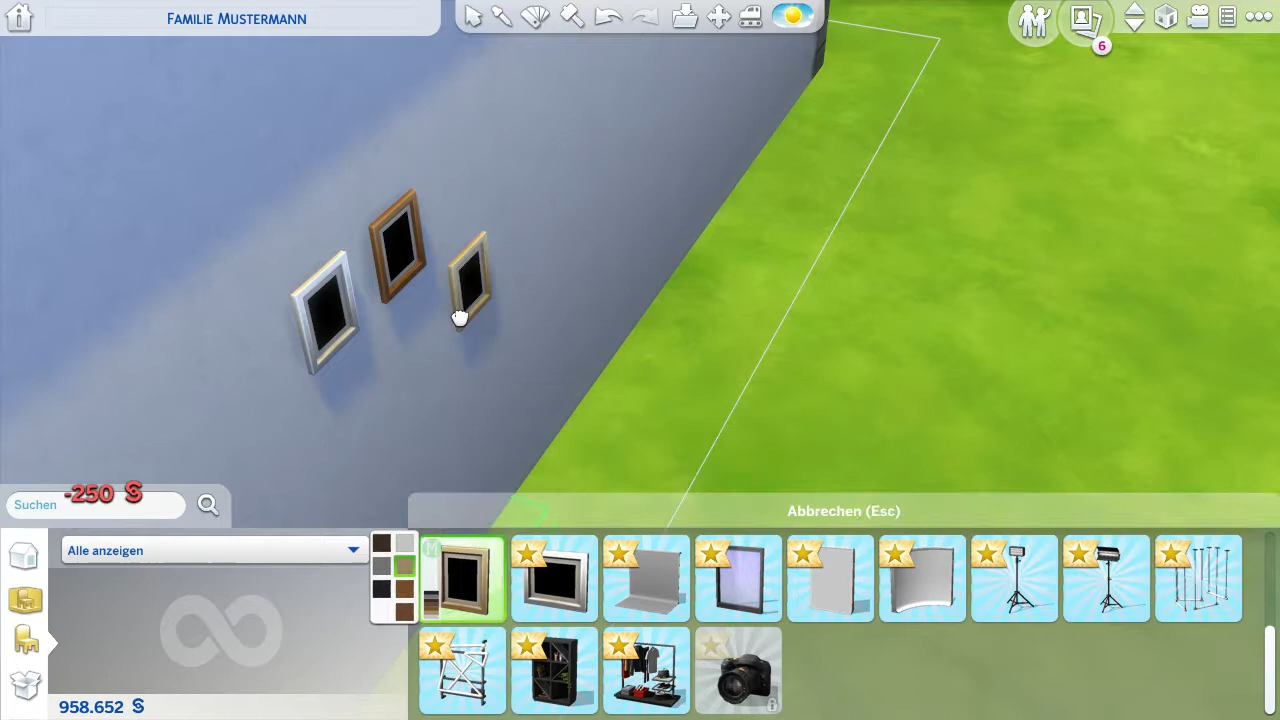 FAMILIE MUSTERMANN
6
-250 §
Suchen
Abbrechen (Esc)
Alle anzeigen
958.652 §